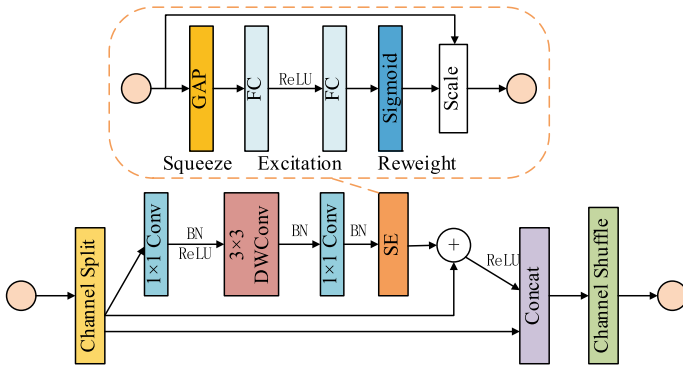 GAP
FC
ReLU
FC
Sigmoid
Scale
Squeeze
Excitation
Reweight
Channel Split
1×1 Conv
BN
ReLU
3×3
DWConv
BN
1×1 Conv
BN
SE
+
ReLU
Concat
Channel Shuffle